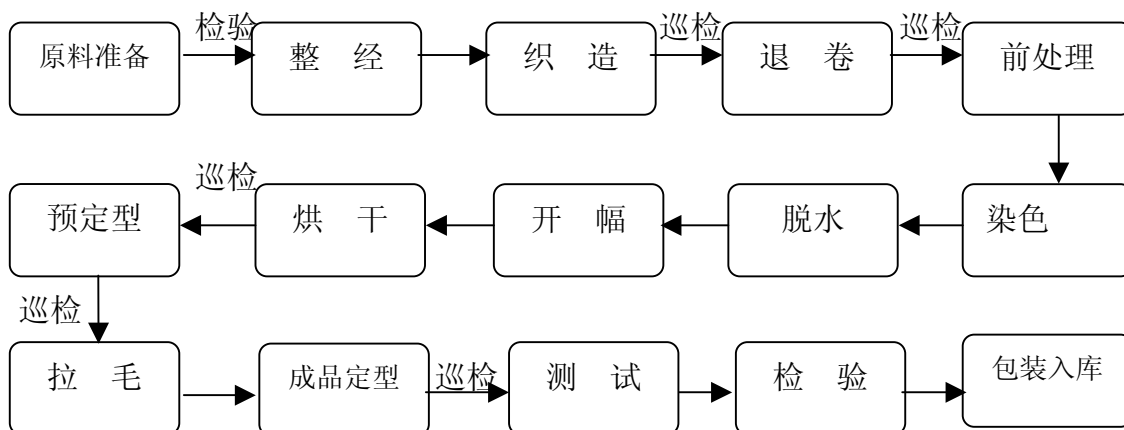 检验 巡检 巡检
原料准备 整 经 织 造 退 卷 前处理
巡检
预定型 烘 干 开 幅 脱水 染色
巡检
拉 毛 成品定型 巡检 测 试 检 验 包装入库